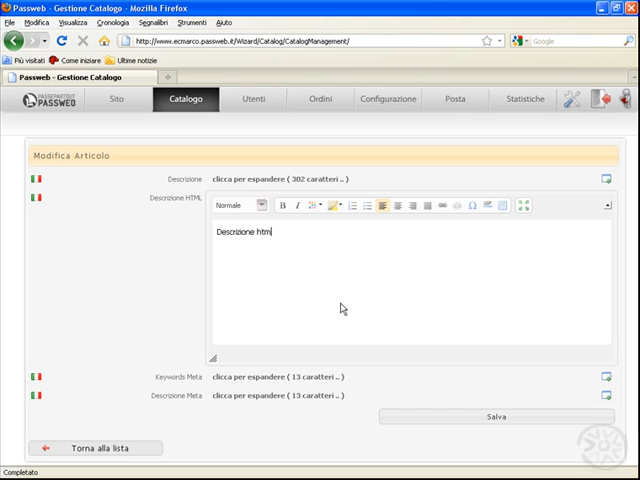 Passweb - Gestione Catalogo - Mozilla Firefox
File Modifica Visualizza Cronologia Segnalibri Strumenti Aiuto
http://www.ecmarco.passweb.it/Wizard/Catalog/CatalogManagement/
Google
Più visitati Come iniziare Ultime notizie
Passweb - Gestione Catalogo
PASSEPARTOUT
PASSWEB
Sito Catalogo Utenti Ordini Configurazione Posta Statistiche
Modifica Articolo
Descrizione clicca per espandere ( 302 caratteri .. )
Descrizione HTML
Normale B I
Descrizione htm
Keywords Meta clicca per espandere ( 13 caratteri .. )
Descrizione Meta clicca per espandere ( 13 caratteri .. )
Salva
Torna alla lista
Completato